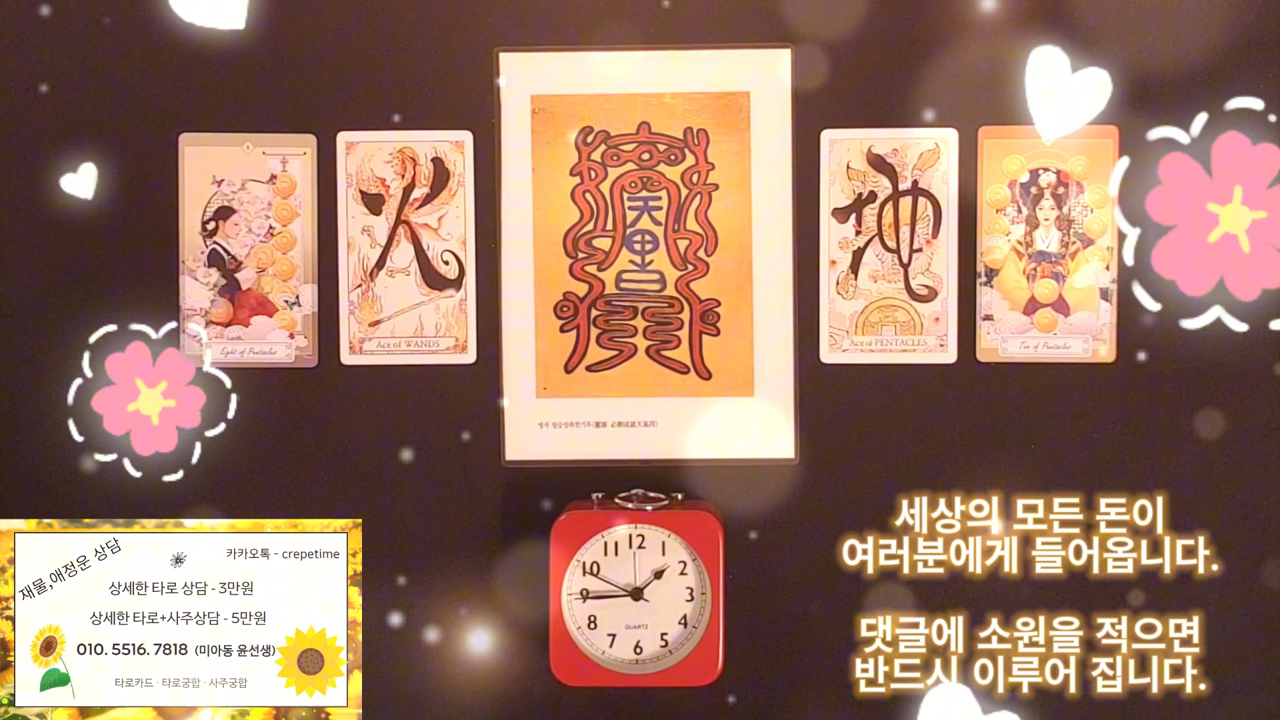 火
Ace of WANDS
Eight of Pentacles
地
Ace of PENTACLES
Ten of Pentacles
12
1
2
3
4
5
6
7
8
9
10
11
QUARTZ
재물,애정운 상담
카카오톡 - crepetime
상세한 타로 상담 - 3만원
상세한 타로+사주상담 - 5만원
010. 5516. 7818 (미아동 윤선생)
타로카드 · 타로궁합 · 사주궁합
세상의 모든 돈이
여러분에게 들어옵니다.
댓글에 소원을 적으면
반드시 이루어 집니다.